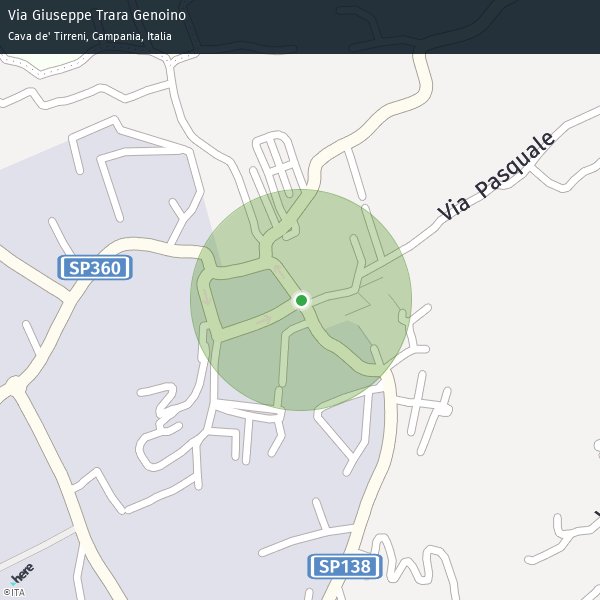 Via Giuseppe Trara Genoino
Cava de' Tirreni, Campania, Italia
Via Pasquale
SP360
SP138
here
©ITA